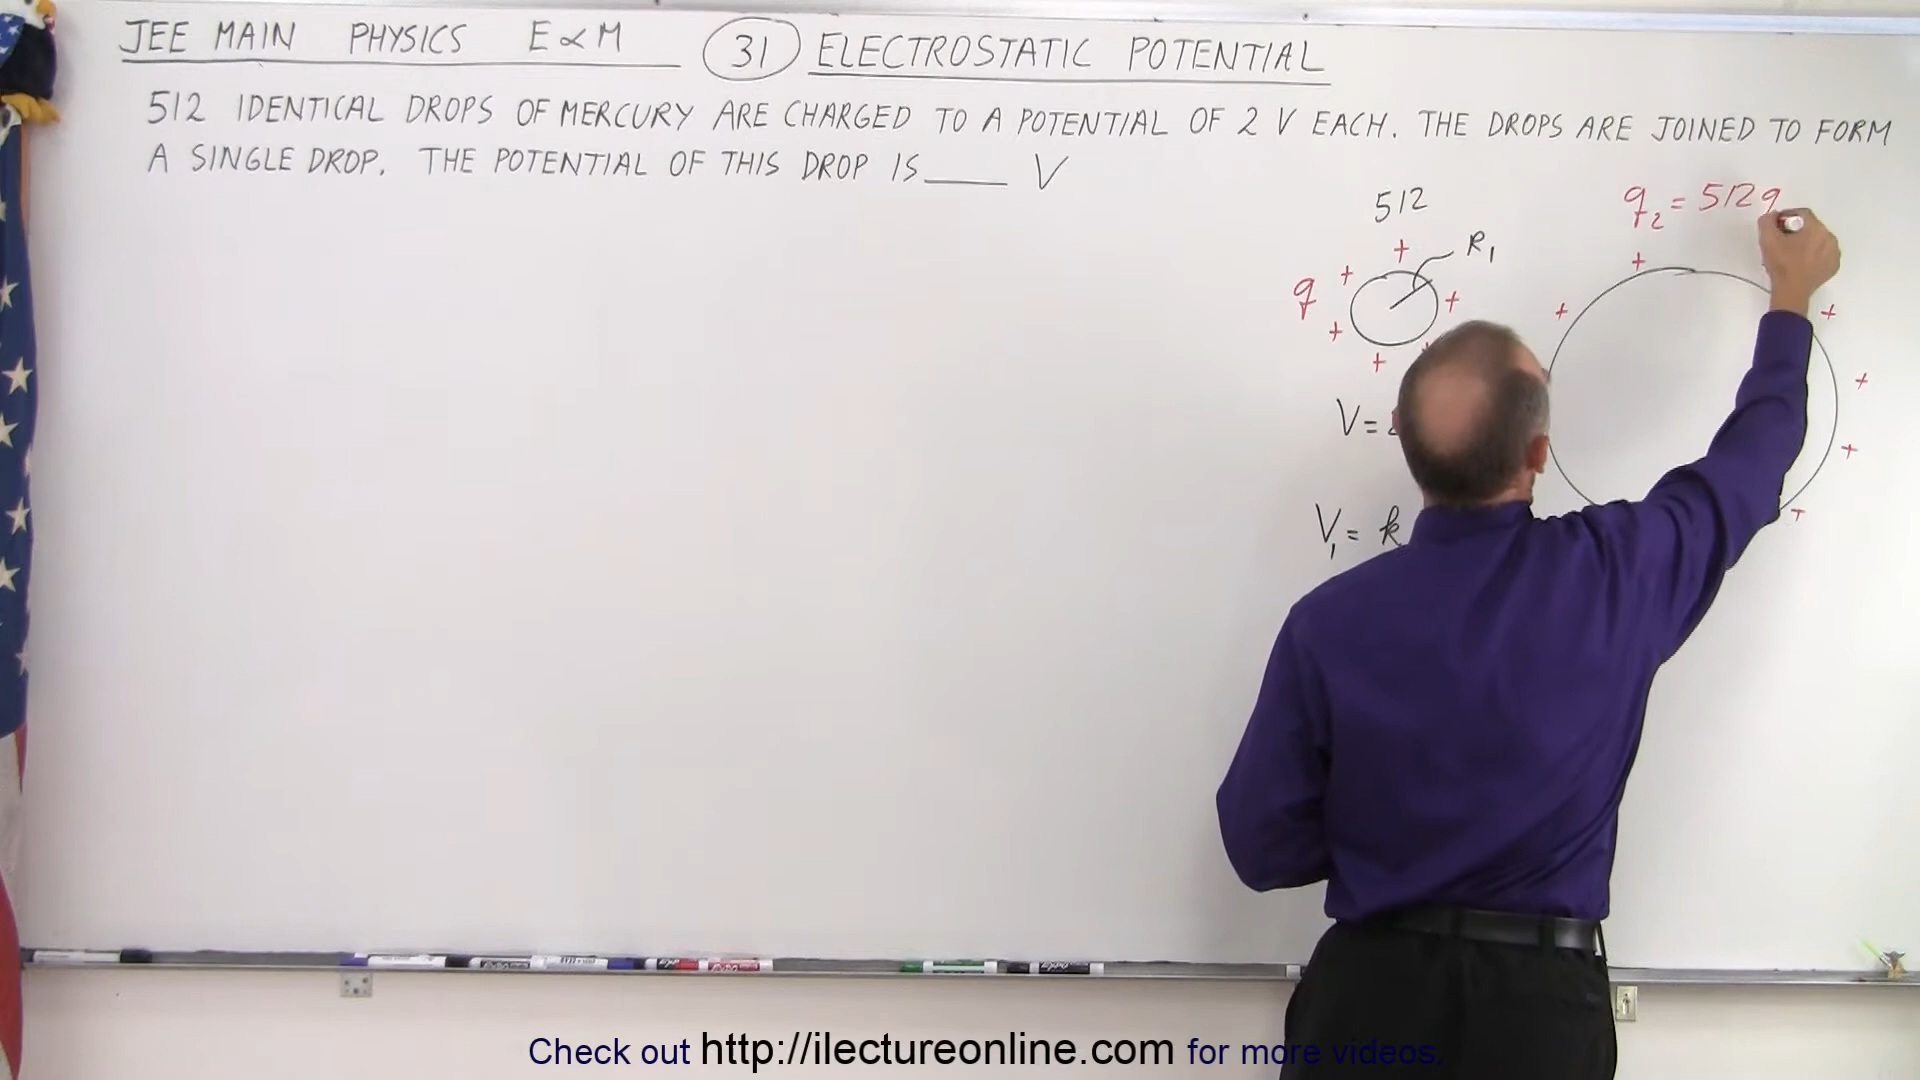 JEE MAIN PHYSICS E & M 31 ELECTROSTATIC POTENTIAL
512 IDENTICAL DROPS OF MERCURY ARE CHARGED TO A POTENTIAL OF 2 V EACH. THE DROPS ARE JOINED TO FORM
A SINGLE DROP. THE POTENTIAL OF THIS DROP IS____ V
512
q₂ = 512q
R₁
q
V =
V₁ = k
Check out http://ilectureonline.com for more videos.